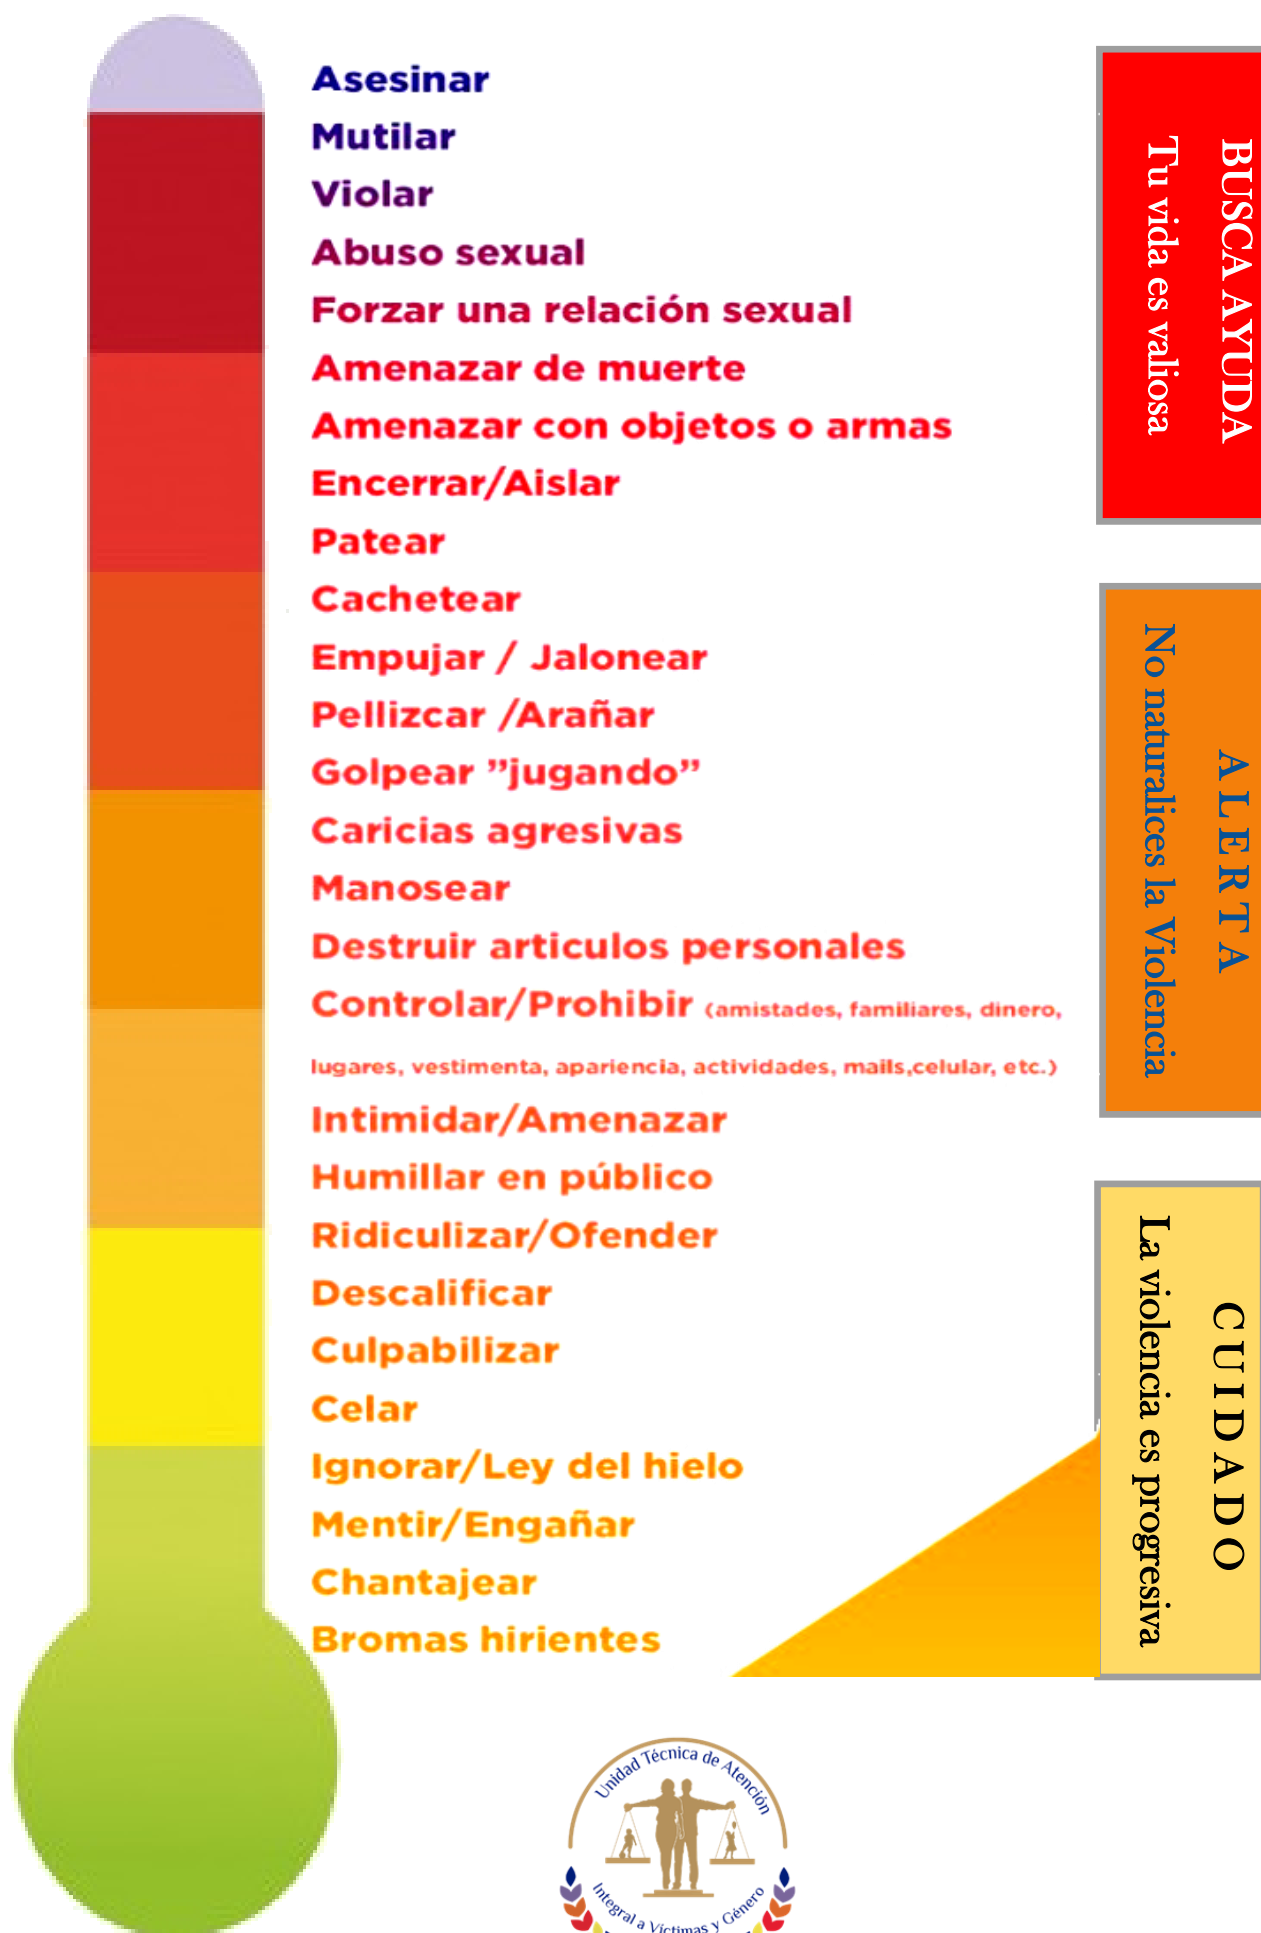 Asesinar
Mutilar
Violar
Abuso sexual
Forzar una relación sexual
Amenazar de muerte
Amenazar con objetos o armas
Encerrar/Aislar
Patear
Cachetear
Empujar / Jalonear
Pellizcar /Arañar
Golpear ”jugando”
Caricias agresivas
Manosear
Destruir articulos personales
Controlar/Prohibir (amistades, familiares, dinero,
lugares, vestimenta, apariencia, actividades, mails,celular, etc.)
Intimidar/Amenazar
Humillar en público
Ridiculizar/Ofender
Descalificar
Culpabilizar
Celar
Ignorar/Ley del hielo
Mentir/Engañar
Chantajear
Bromas hirientes
BUSCA AYUDA
Tu vida es valiosa
A L E R T A
No naturalices la Violencia
C U I D A D O
La violencia es progresiva
Unidad Técnica de Atención
Integral a Víctimas y Género